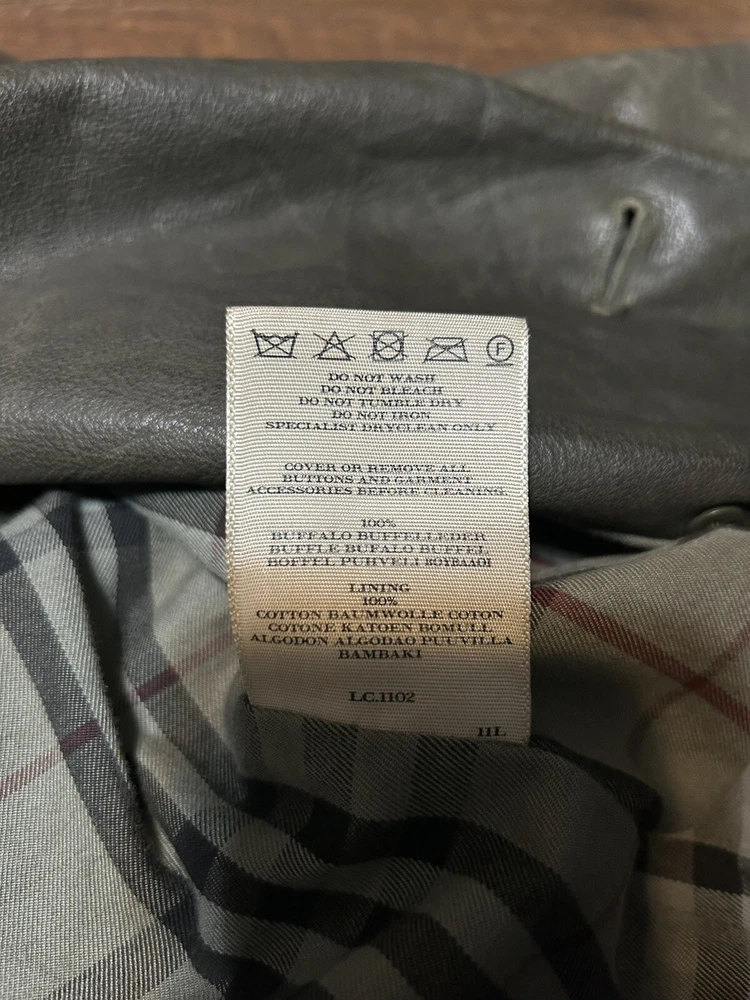 F
DO NOT WASH
DO NOT BLEACH
DO NOT TUMBLE DRY
DO NOT IRON
SPECIALIST DRYCLEAN ONLY
COVER OR REMOVE ALL
BUTTONS AND GARMENT
ACCESSORIES BEFORE CLEANING.
100%
BUFFALO BUFFELLEDER
BUFFLE BUFALO BUFFEL
BOFFEL PUHVELI ΒΟΥΒΑΛΟΙ
LINING
100%
COTTON BAUMWOLLE COTON
COTONE KATOEN BOMULL
ALGODON ALGODAO PUUVILLA
BAMBAKI
LC.1102
11L